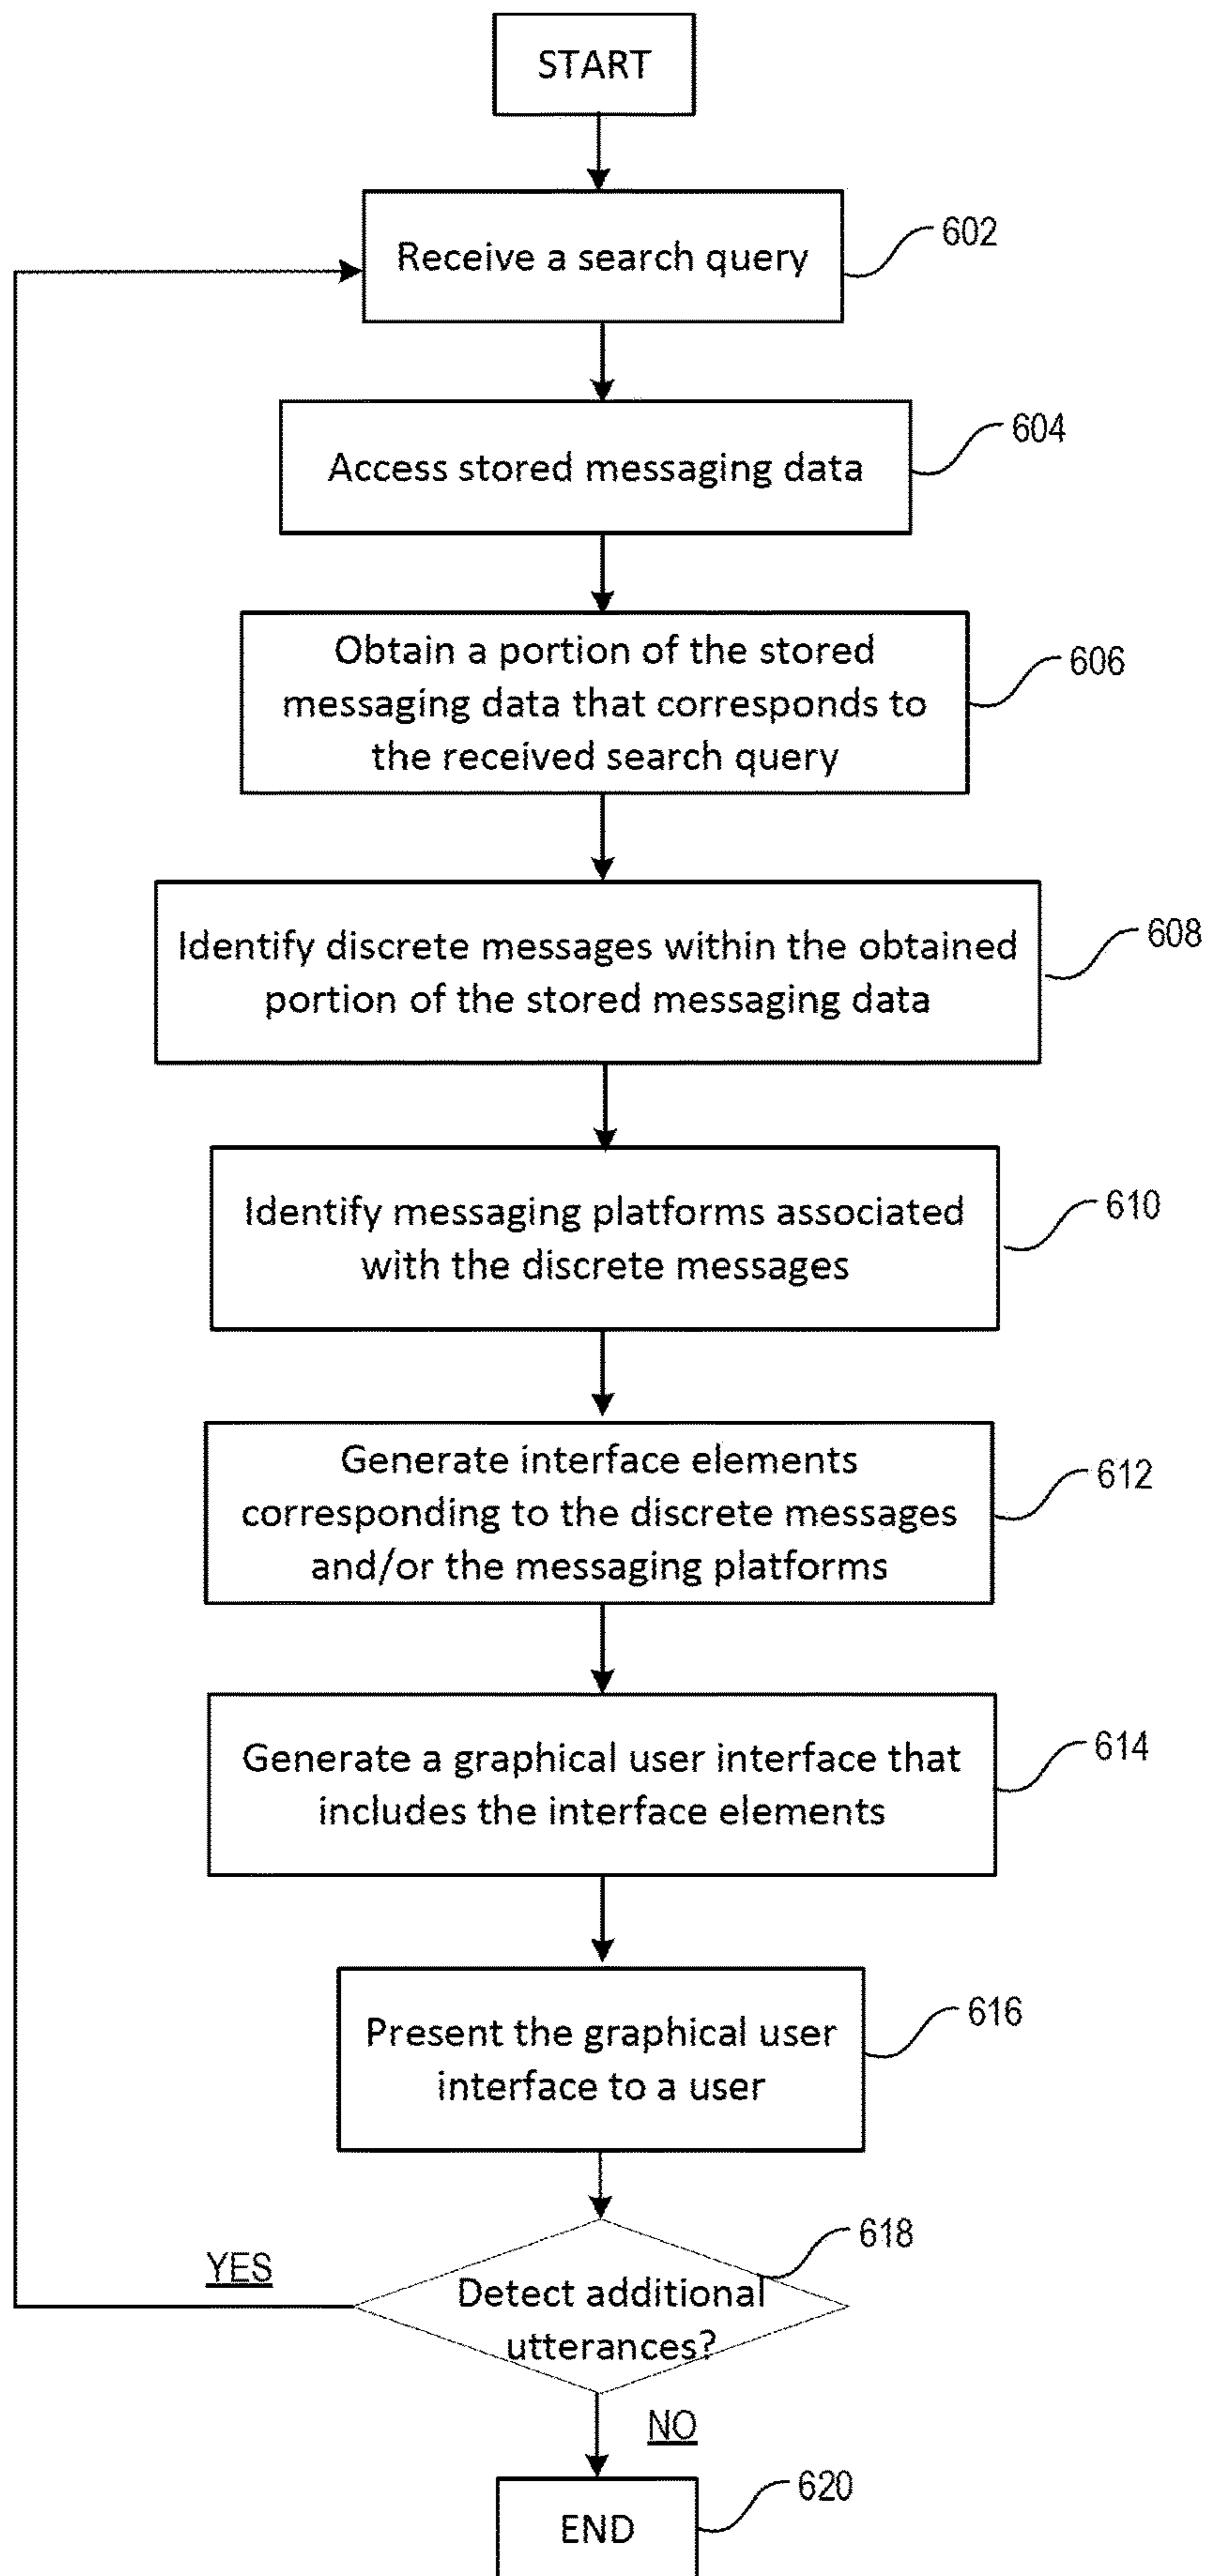 START
Receive a search query
602
Access stored messaging data
604
Obtain a portion of the stored
messaging data that corresponds to
the received search query
606
Identify discrete messages within the obtained
portion of the stored messaging data
608
Identify messaging platforms associated
with the discrete messages
610
Generate interface elements
corresponding to the discrete messages
and/or the messaging platforms
612
Generate a graphical user interface that
includes the interface elements
614
Present the graphical user
interface to a user
616
618
YES
Detect additional
utterances?
NO
END
620